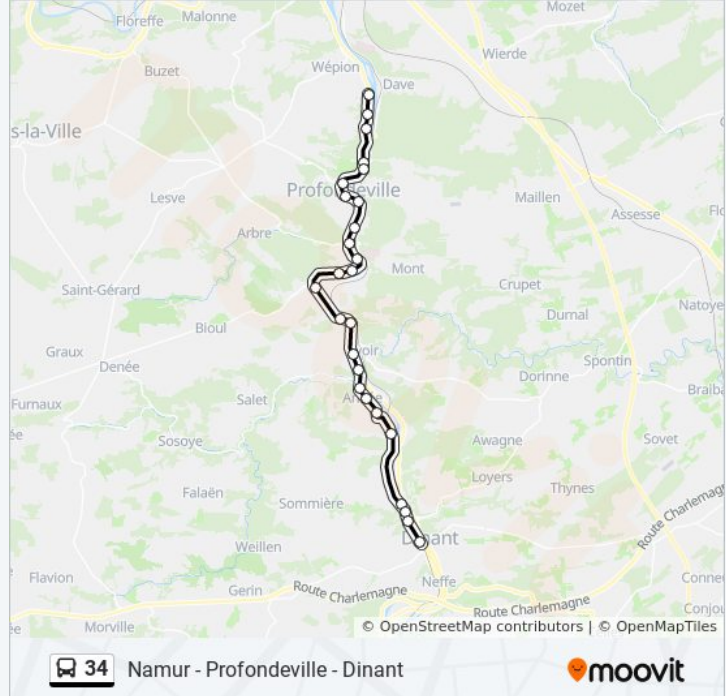 Mozet
Malonne
Floreffe
Wierde
Wépion
Buzet
Dave
s-la-Ville
Profondeville
Lesve
Maillen
Assesse
Arbre
Mont
Crupet
Saint-Gérard
Natoye
Durnal
Bioul
Graux
Denée
Spontin
Dorinne
Salet
Furnaux
Braiba
Sosoye
Awagne
Sovet
Loyers
Falaën
Sommière
Thynes
Route Charlemagne
Dinant
Weillen
Flavion
Neffe
Conne
Gerin
Route Charlemagne
Route Charlemagne
Conjou
Morville
© OpenStreetMap contributors | © OpenMapTiles
34 Namur - Profondeville - Dinant
moovit